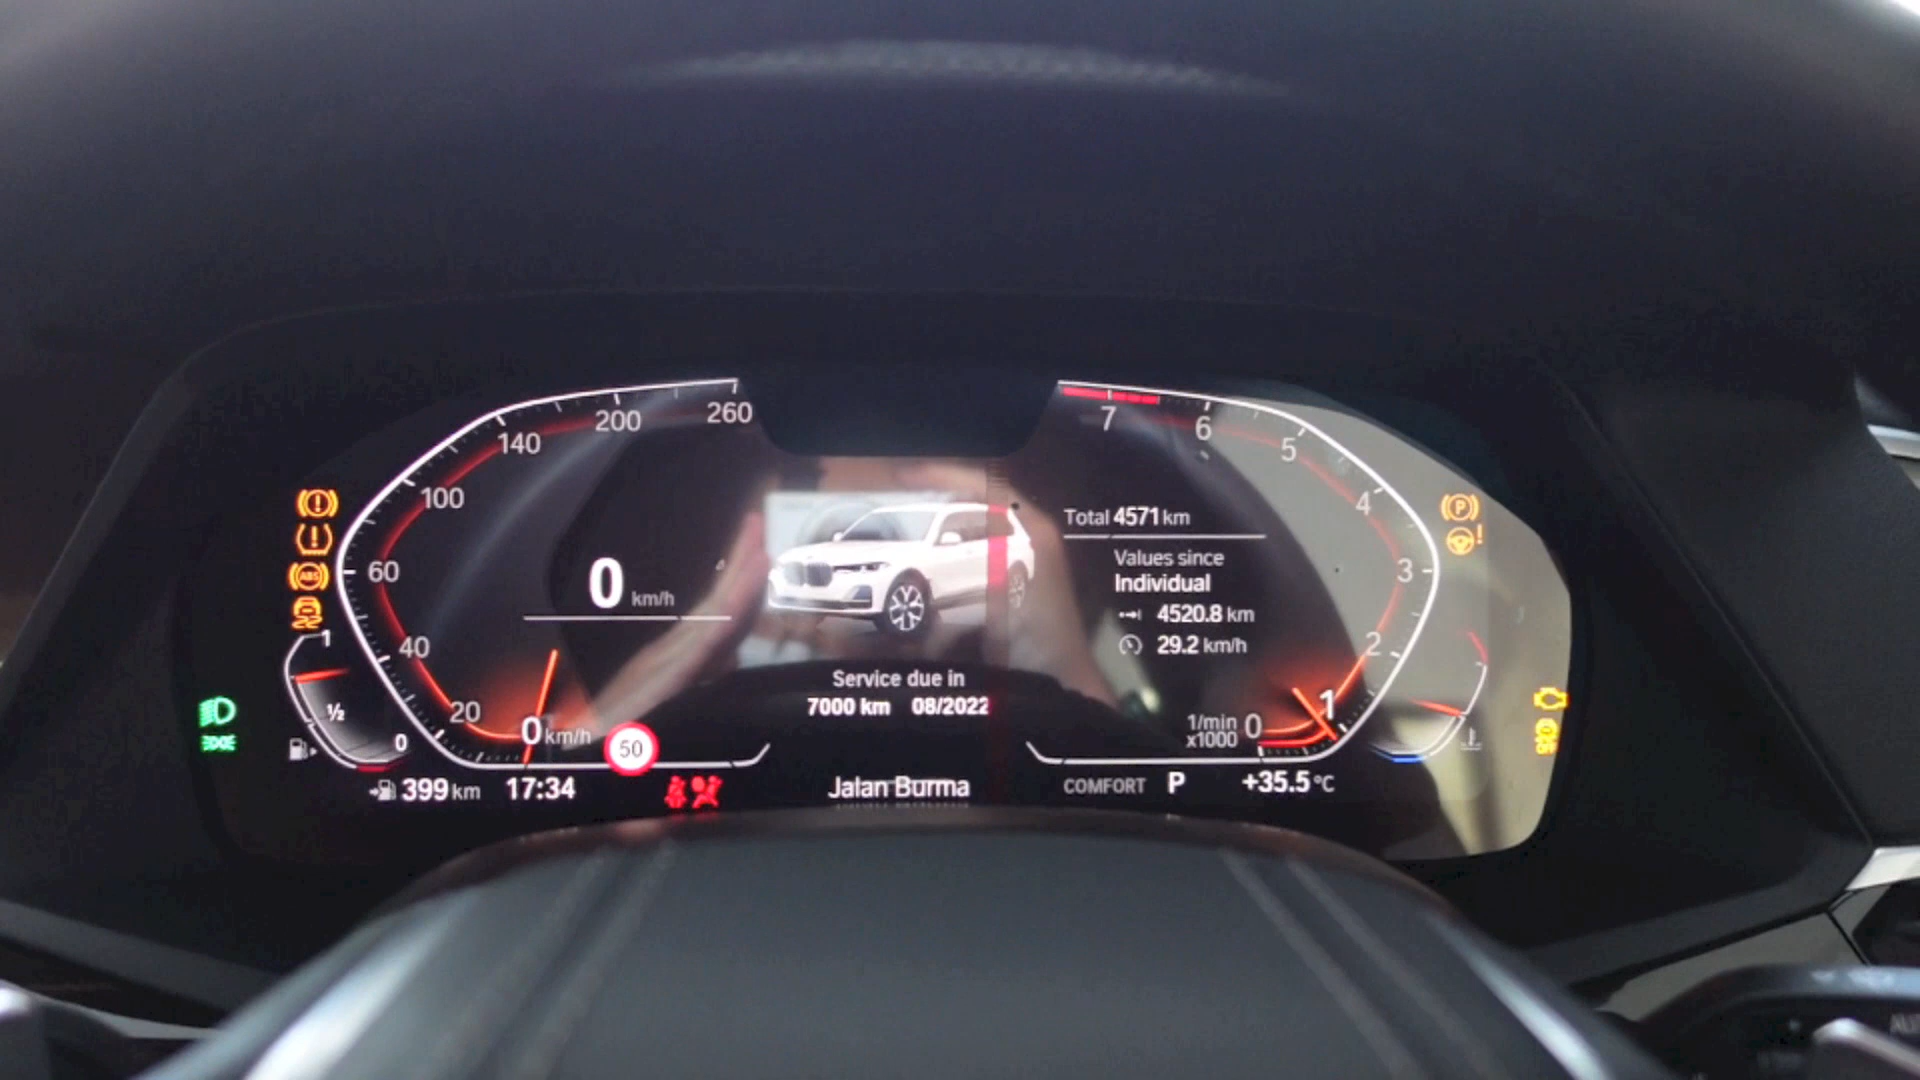 260
200
140
100
60
40
20
0 km/h
0 km/h
50
1
1/2
0
399 km
17:34
ABS
Service due in
7000 km 08/2022
Jalan Burma
Total 4571 km
Values since
Individual
4520.8 km
29.2 km/h
7
6
5
4
3
2
1
0
1/min
x1000
COMFORT P
+35.5 °C
P